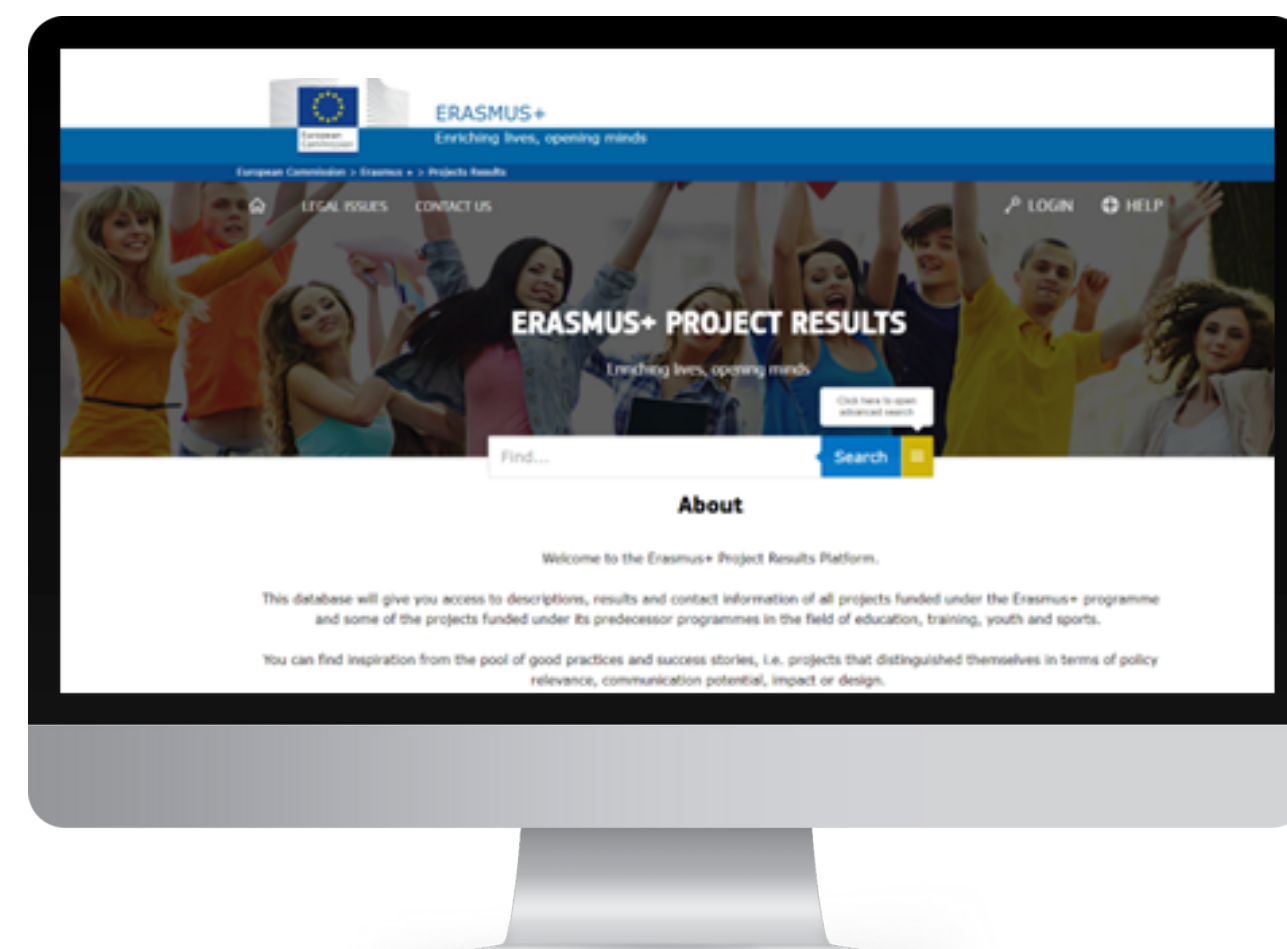 European
Commission
ERASMUS+
Enriching lives, opening minds
European Commission > Erasmus + > Projects Results
LEGAL ISSUES CONTACT US LOGIN HELP
ERASMUS+ PROJECT RESULTS
Enriching lives, opening minds
Click here to open
advanced search
Find... Search
About
Welcome to the Erasmus+ Project Results Platform.
This database will give you access to descriptions, results and contact information of all projects funded under the Erasmus+ programme
and some of the projects funded under its predecessor programmes in the field of education, training, youth and sports.
You can find inspiration from the pool of good practices and success stories, i.e. projects that distinguished themselves in terms of policy
relevance, communication potential, impact or design.